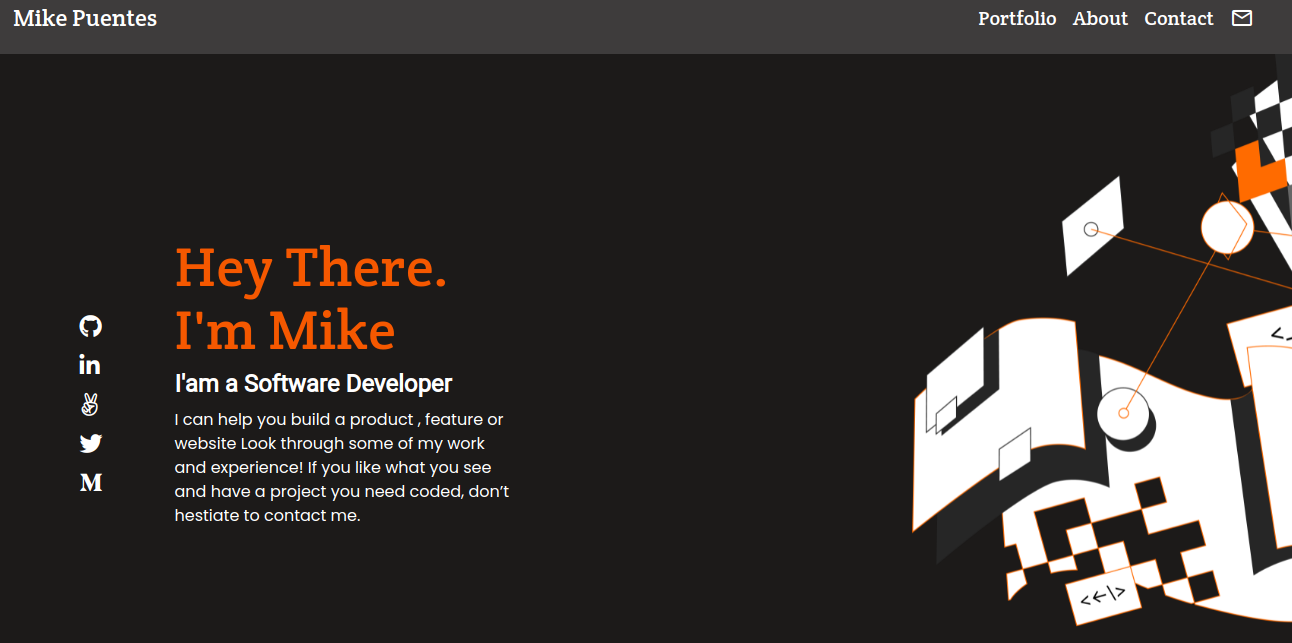 Mike Puentes
Portfolio About Contact
Hey There.
I'm Mike
I'am a Software Developer
I can help you build a product , feature or
website Look through some of my work
and experience! If you like what you see
and have a project you need coded, don’t
hestiate to contact me.
in
M
<←\>